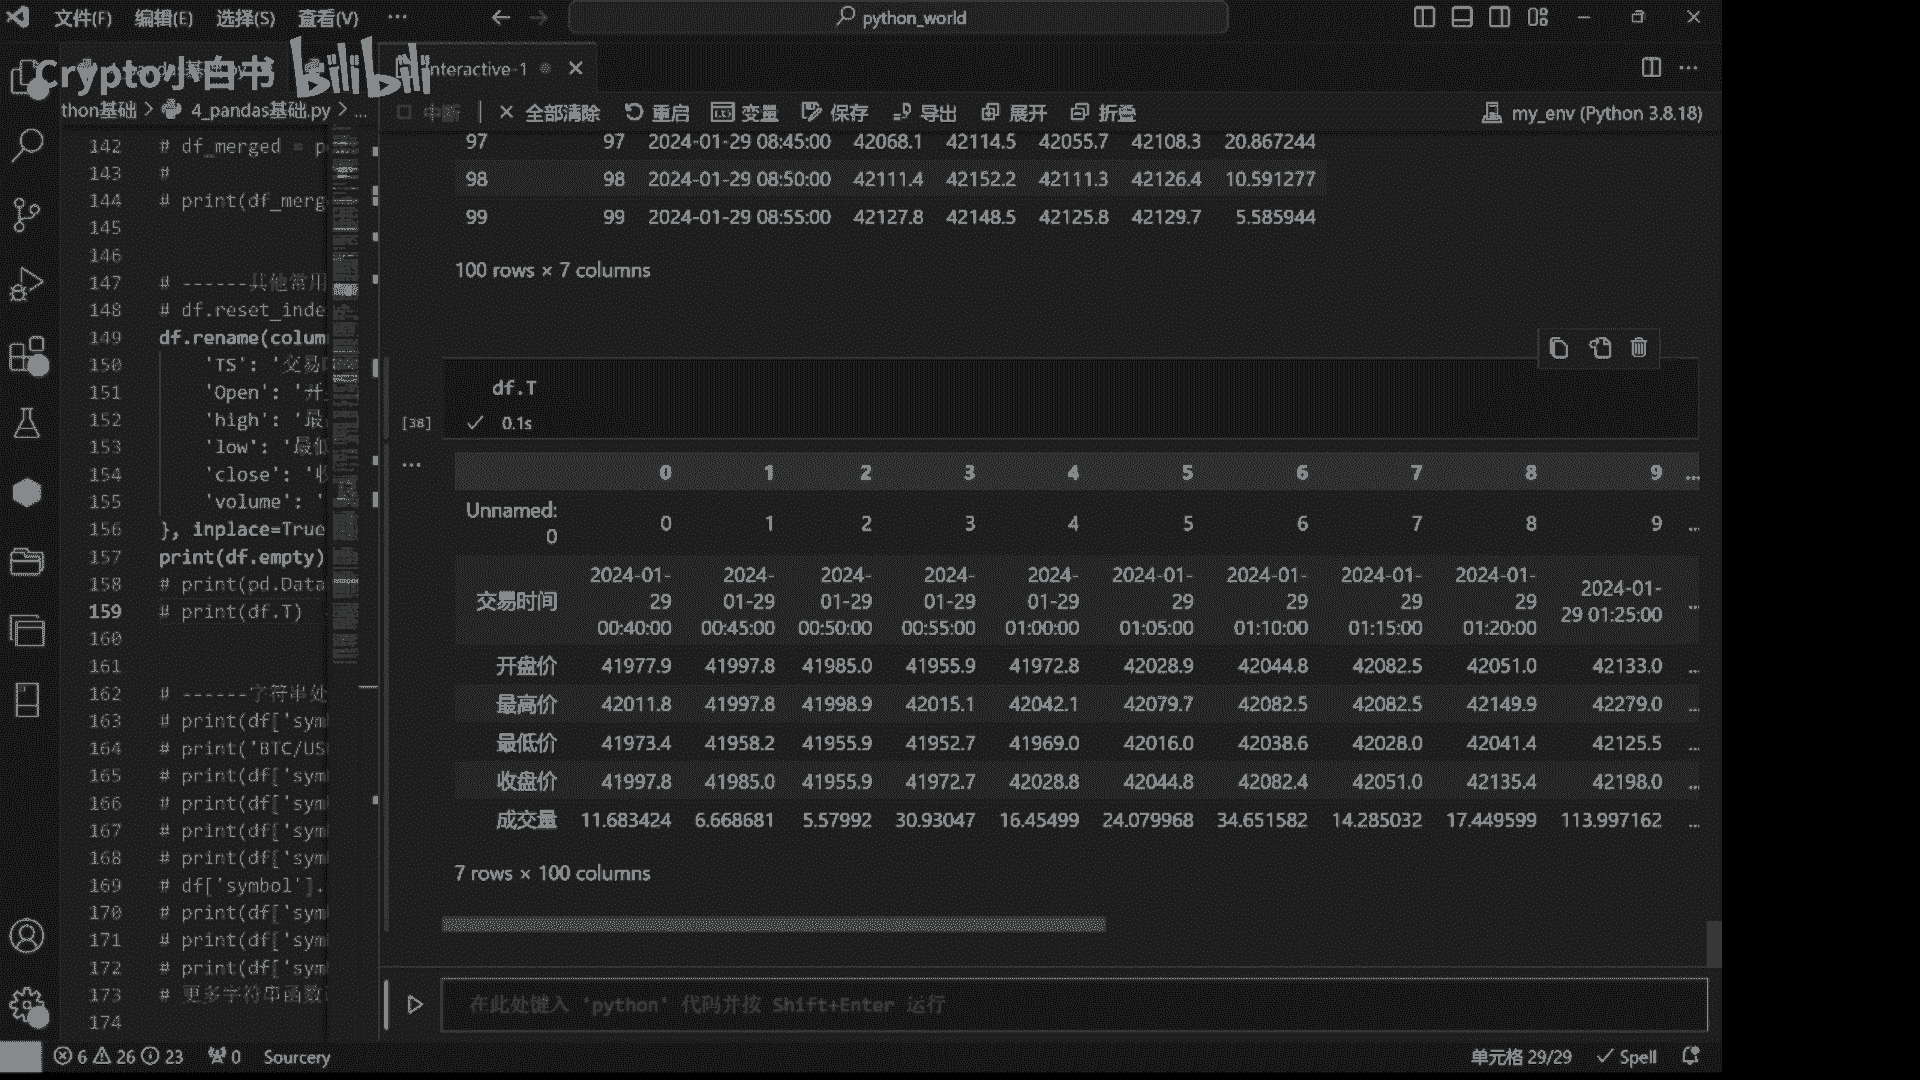 文件(F) 编辑(E) 选择(S) 查看(V) ··· python_world
Crypto小白书 bilibili
nteractive-1
thon基础 > 4_pandas基础.py > ...
中断 | 全部清除 重启 变量 保存 导出 展开 折叠 my_env (Python 3.8.18)
142 # df_merged = p
143 #
144 # print(df_merg
145
146
147 # ------其他常用
148 # df.reset_inde
149 df.rename(colum
150 'TS': '交易
151 'Open': '开
152 'high': '最
153 'low': '最低
154 'close': '收
155 'volume': '
156 }, inplace=True
157 print(df.empty)
158 # print(pd.Data
159 # print(df.T)
160
161
162 # ------字符串处
163 # print(df['sym
164 # print('BTC/US
165 # print(df['sym
166 # print(df['sym
167 # print(df['sym
168 # print(df['sym
169 # df['symbol'].
170 # print(df['sym
171 # print(df['sym
172 # print(df['sym
173 # 更多字符串函数
174
97 97 2024-01-29 08:45:00 42068.1 42114.5 42055.7 42108.3 20.867244
98 98 2024-01-29 08:50:00 42111.4 42152.2 42111.3 42126.4 10.591277
99 99 2024-01-29 08:55:00 42127.8 42148.5 42125.8 42129.7 5.585944
100 rows × 7 columns
df.T
[38] ✓ 0.1s
...
0 1 2 3 4 5 6 7 8 9 ...
Unnamed: 0 0 1 2 3 4 5 6 7 8 9 ...
交易时间 2024-01-29 00:40:00 2024-01-29 00:45:00 2024-01-29 00:50:00 2024-01-29 00:55:00 2024-01-29 01:00:00 2024-01-29 01:05:00 2024-01-29 01:10:00 2024-01-29 01:15:00 2024-01-29 01:20:00 2024-01-29 01:25:00 ...
开盘价 41977.9 41997.8 41985.0 41955.9 41972.8 42028.9 42044.8 42082.5 42051.0 42133.0 ...
最高价 42011.8 41997.8 41998.9 42015.1 42042.1 42079.7 42082.5 42082.5 42149.9 42279.0 ...
最低价 41973.4 41958.2 41955.9 41952.7 41969.0 42016.0 42038.6 42028.0 42041.4 42125.5 ...
收盘价 41997.8 41985.0 41955.9 41972.7 42028.8 42044.8 42082.4 42051.0 42135.4 42198.0 ...
成交量 11.683424 6.668681 5.57992 30.93047 16.45499 24.079968 34.651582 14.285032 17.449599 113.997162 ...
7 rows × 100 columns
在此处键入 'python' 代码并按 Shift+Enter 运行
6 26 23 0 Sourcery 单元格 29/29 ✓ Spell